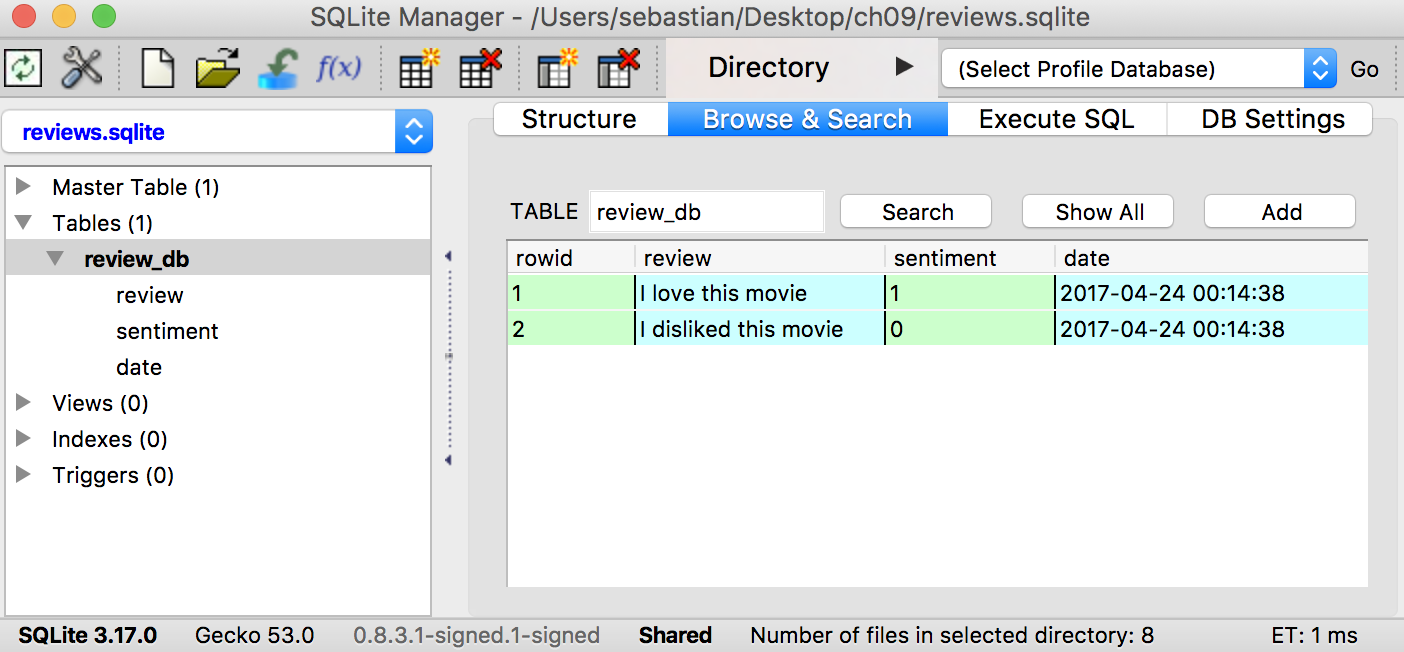 SQLite Manager - /Users/sebastian/Desktop/ch09/reviews.sqlite
f(x) Directory (Select Profile Database) Go
reviews.sqlite
Structure Browse & Search Execute SQL DB Settings
Master Table (1)
Tables (1)
review_db
review
sentiment
date
Views (0)
Indexes (0)
Triggers (0)
TABLE review_db Search Show All Add
rowid review sentiment date
1 I love this movie 1 2017-04-24 00:14:38
2 I disliked this movie 0 2017-04-24 00:14:38
SQLite 3.17.0 Gecko 53.0 0.8.3.1-signed.1-signed Shared Number of files in selected directory: 8 ET: 1 ms